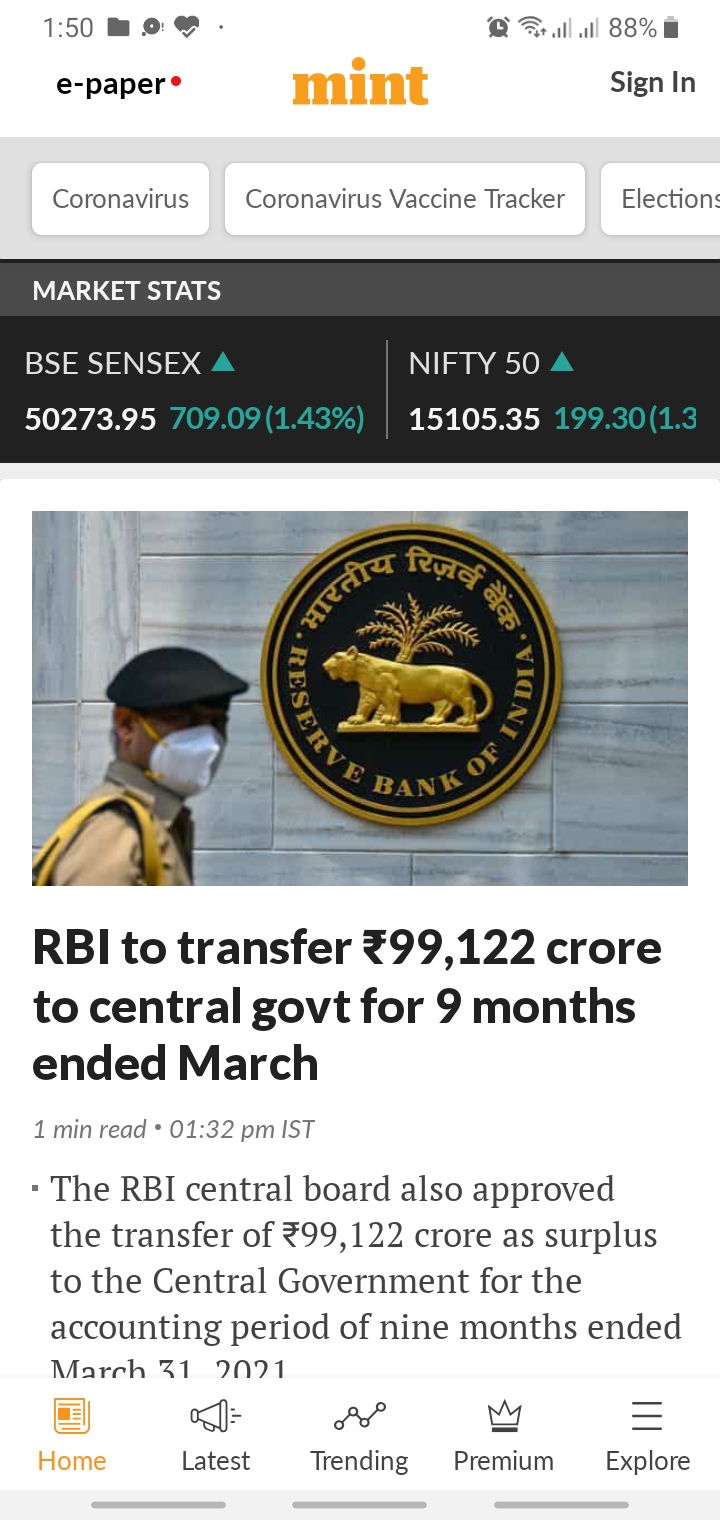 1:50
88%
e-paper
mint
Sign In
Coronavirus
Coronavirus Vaccine Tracker
Elections
MARKET STATS
BSE SENSEX
NIFTY 50
50273.95 709.09 (1.43%)
15105.35 199.30 (1.3
भारतीय रिज़र्व बैंक
RESERVE BANK OF INDIA
RBI to transfer ₹99,122 crore
to central govt for 9 months
ended March
1 min read • 01:32 pm IST
▪ The RBI central board also approved
the transfer of ₹99,122 crore as surplus
to the Central Government for the
accounting period of nine months ended
March 31, 2021
Home
Latest
Trending
Premium
Explore